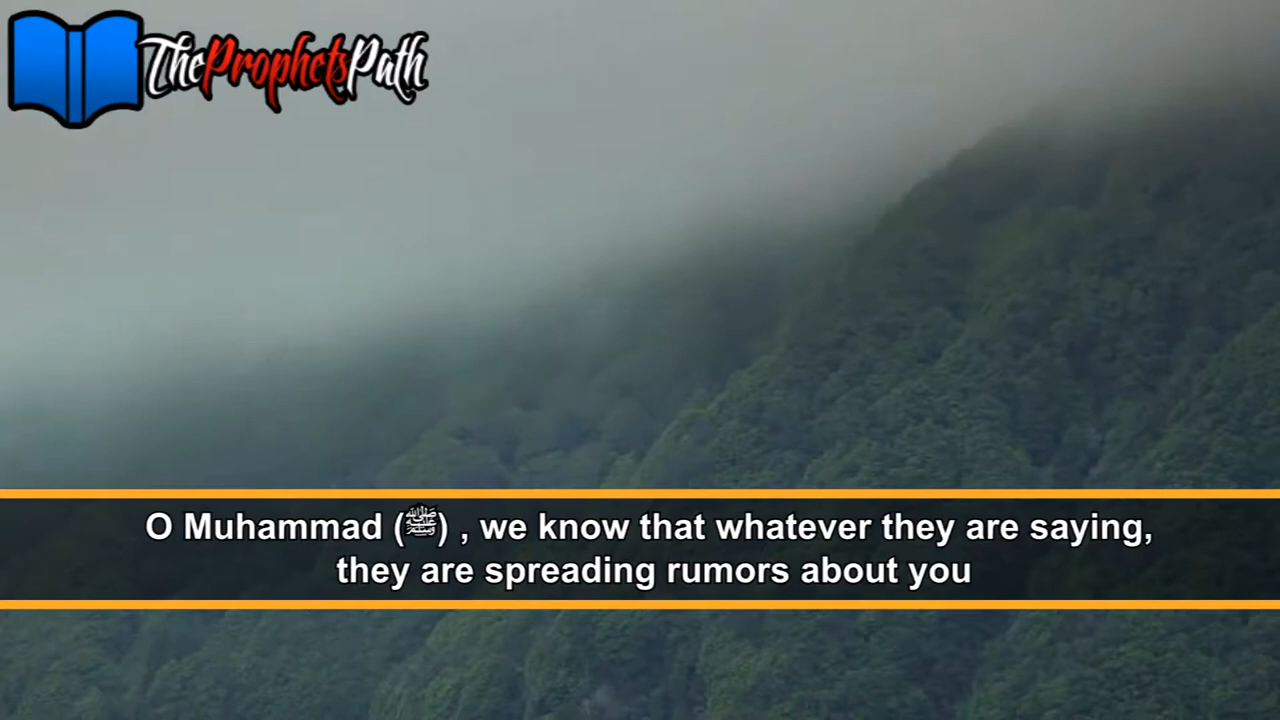 TheProphetsPath
O Muhammad (ﷺ) , we know that whatever they are saying,
they are spreading rumors about you